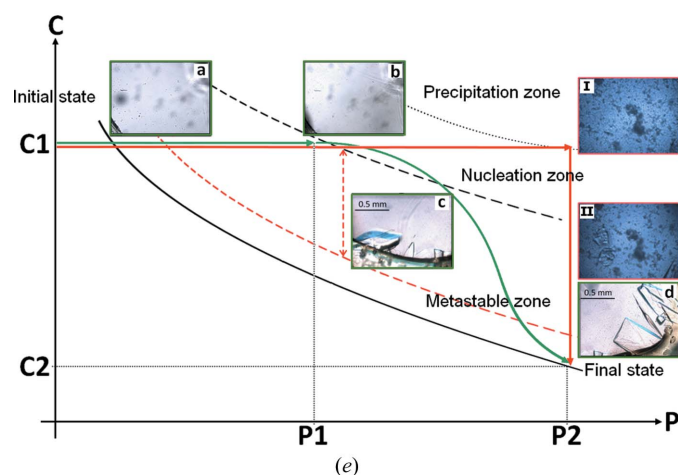 C
a
b
Precipitation zone
I
Initial state
C1
Nucleation zone
c
0.5 mm
II
d
0.5 mm
Metastable zone
C2
Final state
P1
P2
P
(e)